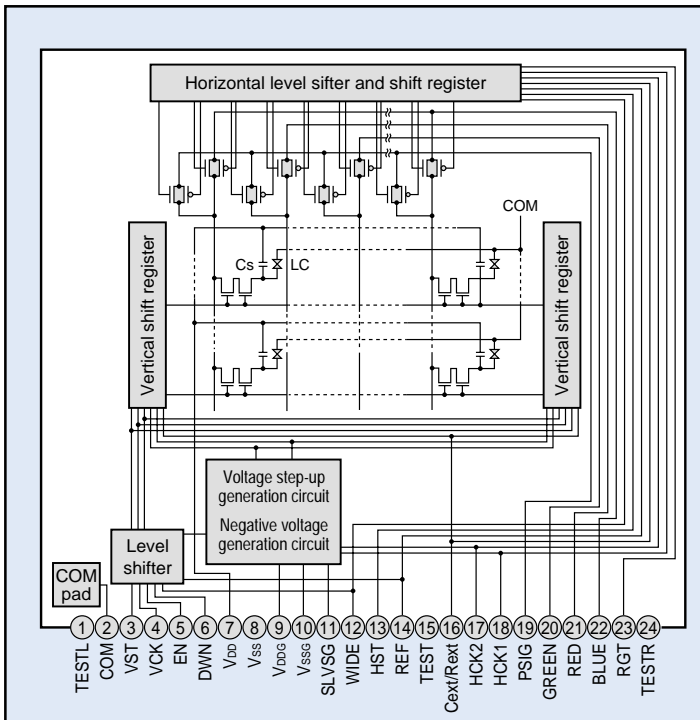 Horizontal level sifter and shift register
COM
Cs
LC
Vertical shift register
Vertical shift register
Voltage step-up
generation circuit
Negative voltage
generation circuit
Level
shifter
COM
pad
1 2 3 4 5 6 7 8 9 10 11 12 13 14 15 16 17 18 19 20 21 22 23 24
TESTL
COM
VST
VCK
EN
DWN
VDD
VSS
VDDG
VSSG
SLVSG
WIDE
HST
REF
TEST
Cext/Rext
HCK2
HCK1
PSIG
GREEN
RED
BLUE
RGT
TESTR